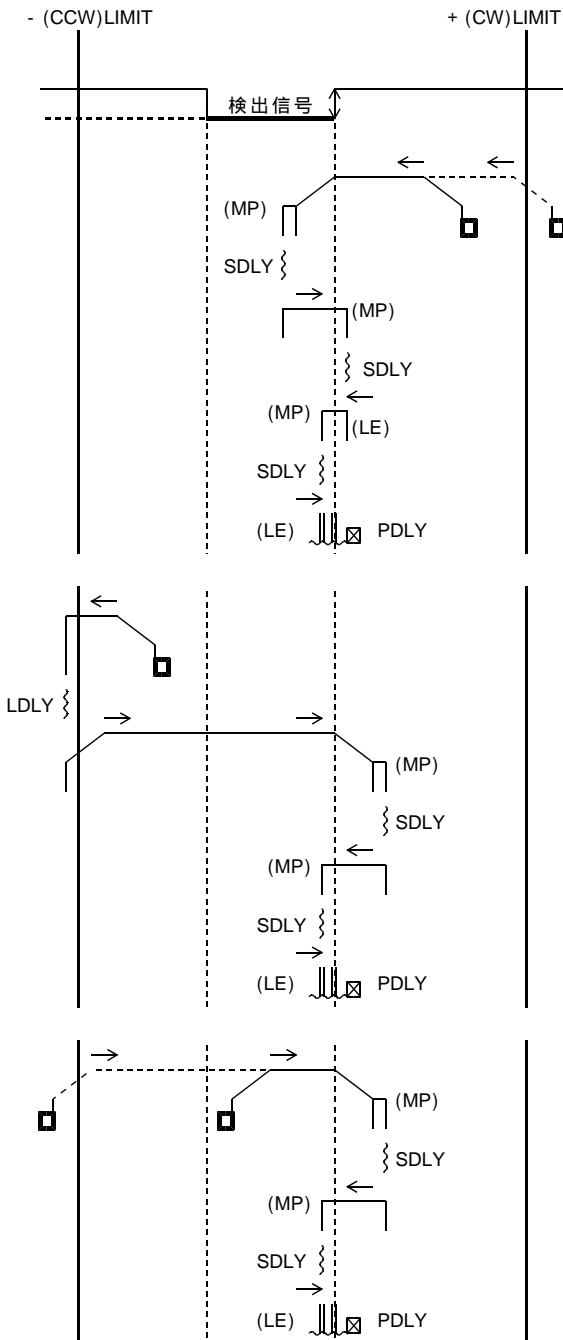 - (CCW)LIMIT
+ (CW)LIMIT
検出信号
(MP)
SDLY
(MP)
SDLY
(MP)
(LE)
SDLY
(LE)
PDLY
LDLY
(MP)
SDLY
(MP)
SDLY
(LE)
PDLY
(MP)
SDLY
(MP)
SDLY
(LE)
PDLY